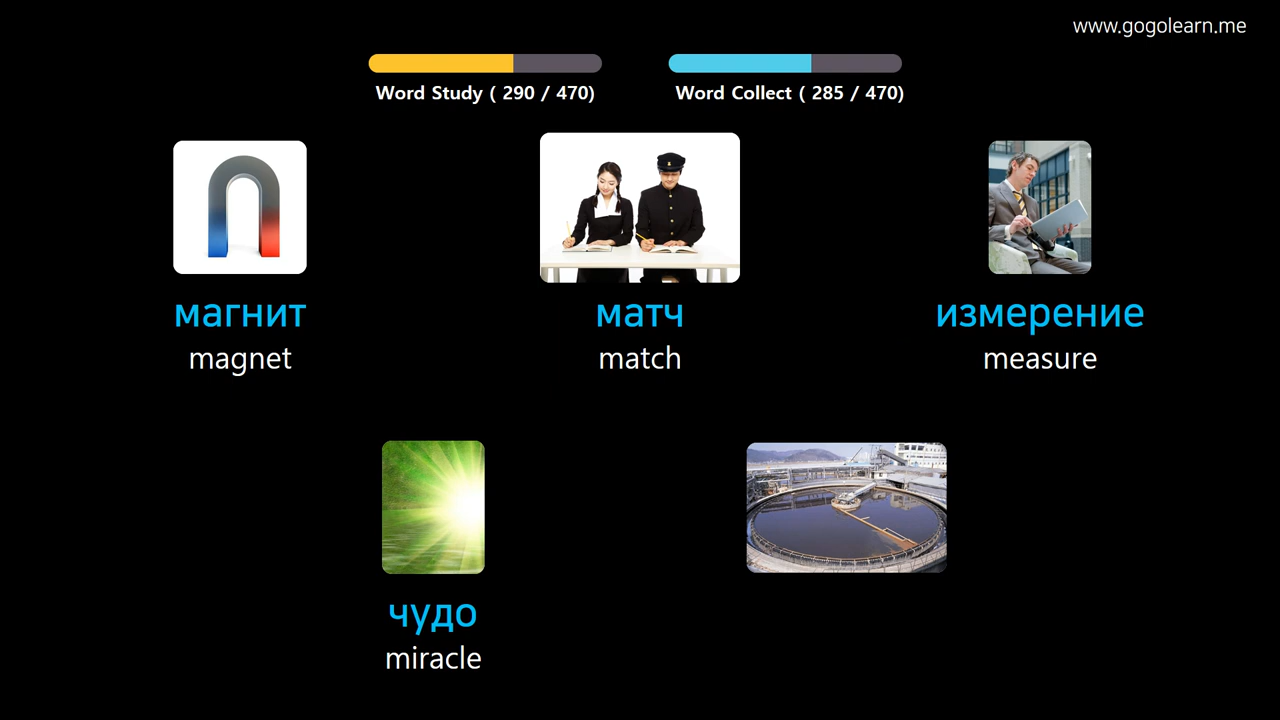 www.gogolearn.me
Word Study ( 290 / 470)
Word Collect ( 285 / 470)
магнит
magnet
матч
match
измерение
measure
чудо
miracle